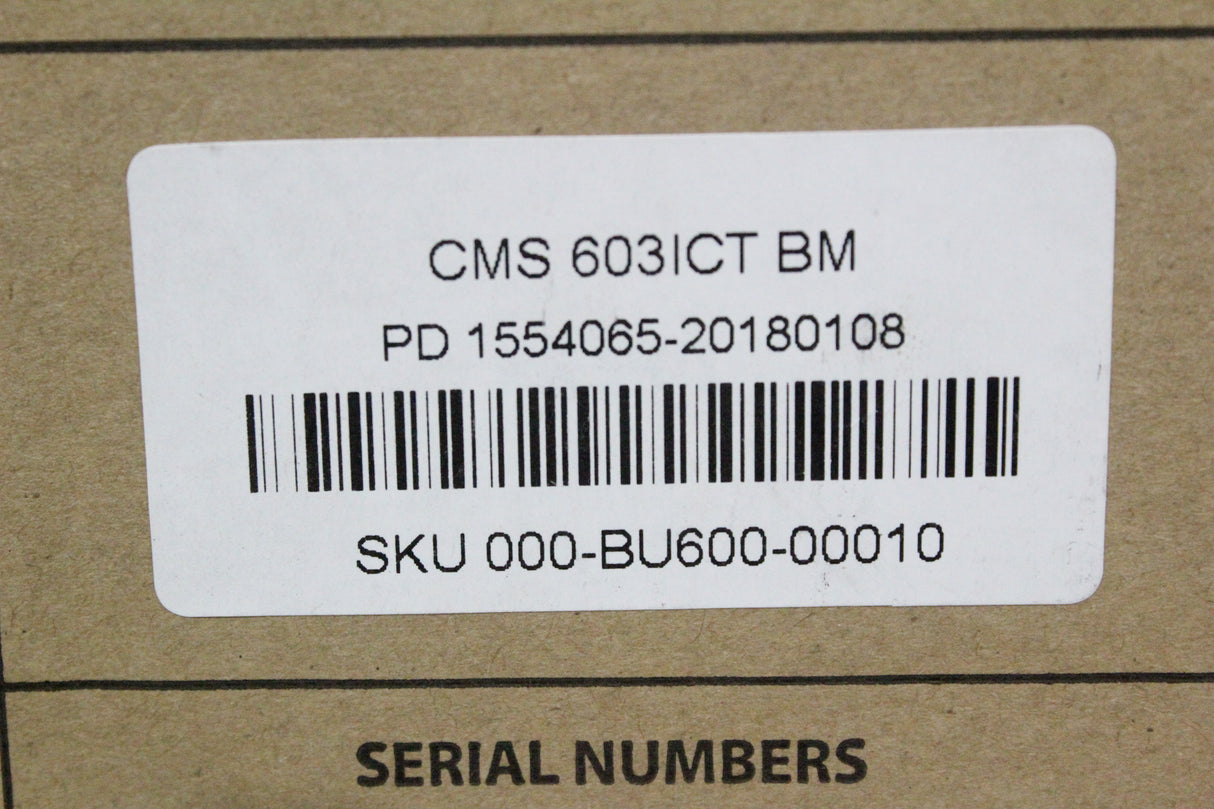 CMS 603ICT BM
PD 1554065-20180108
SKU 000-BU600-00010
SERIAL NUMBERS